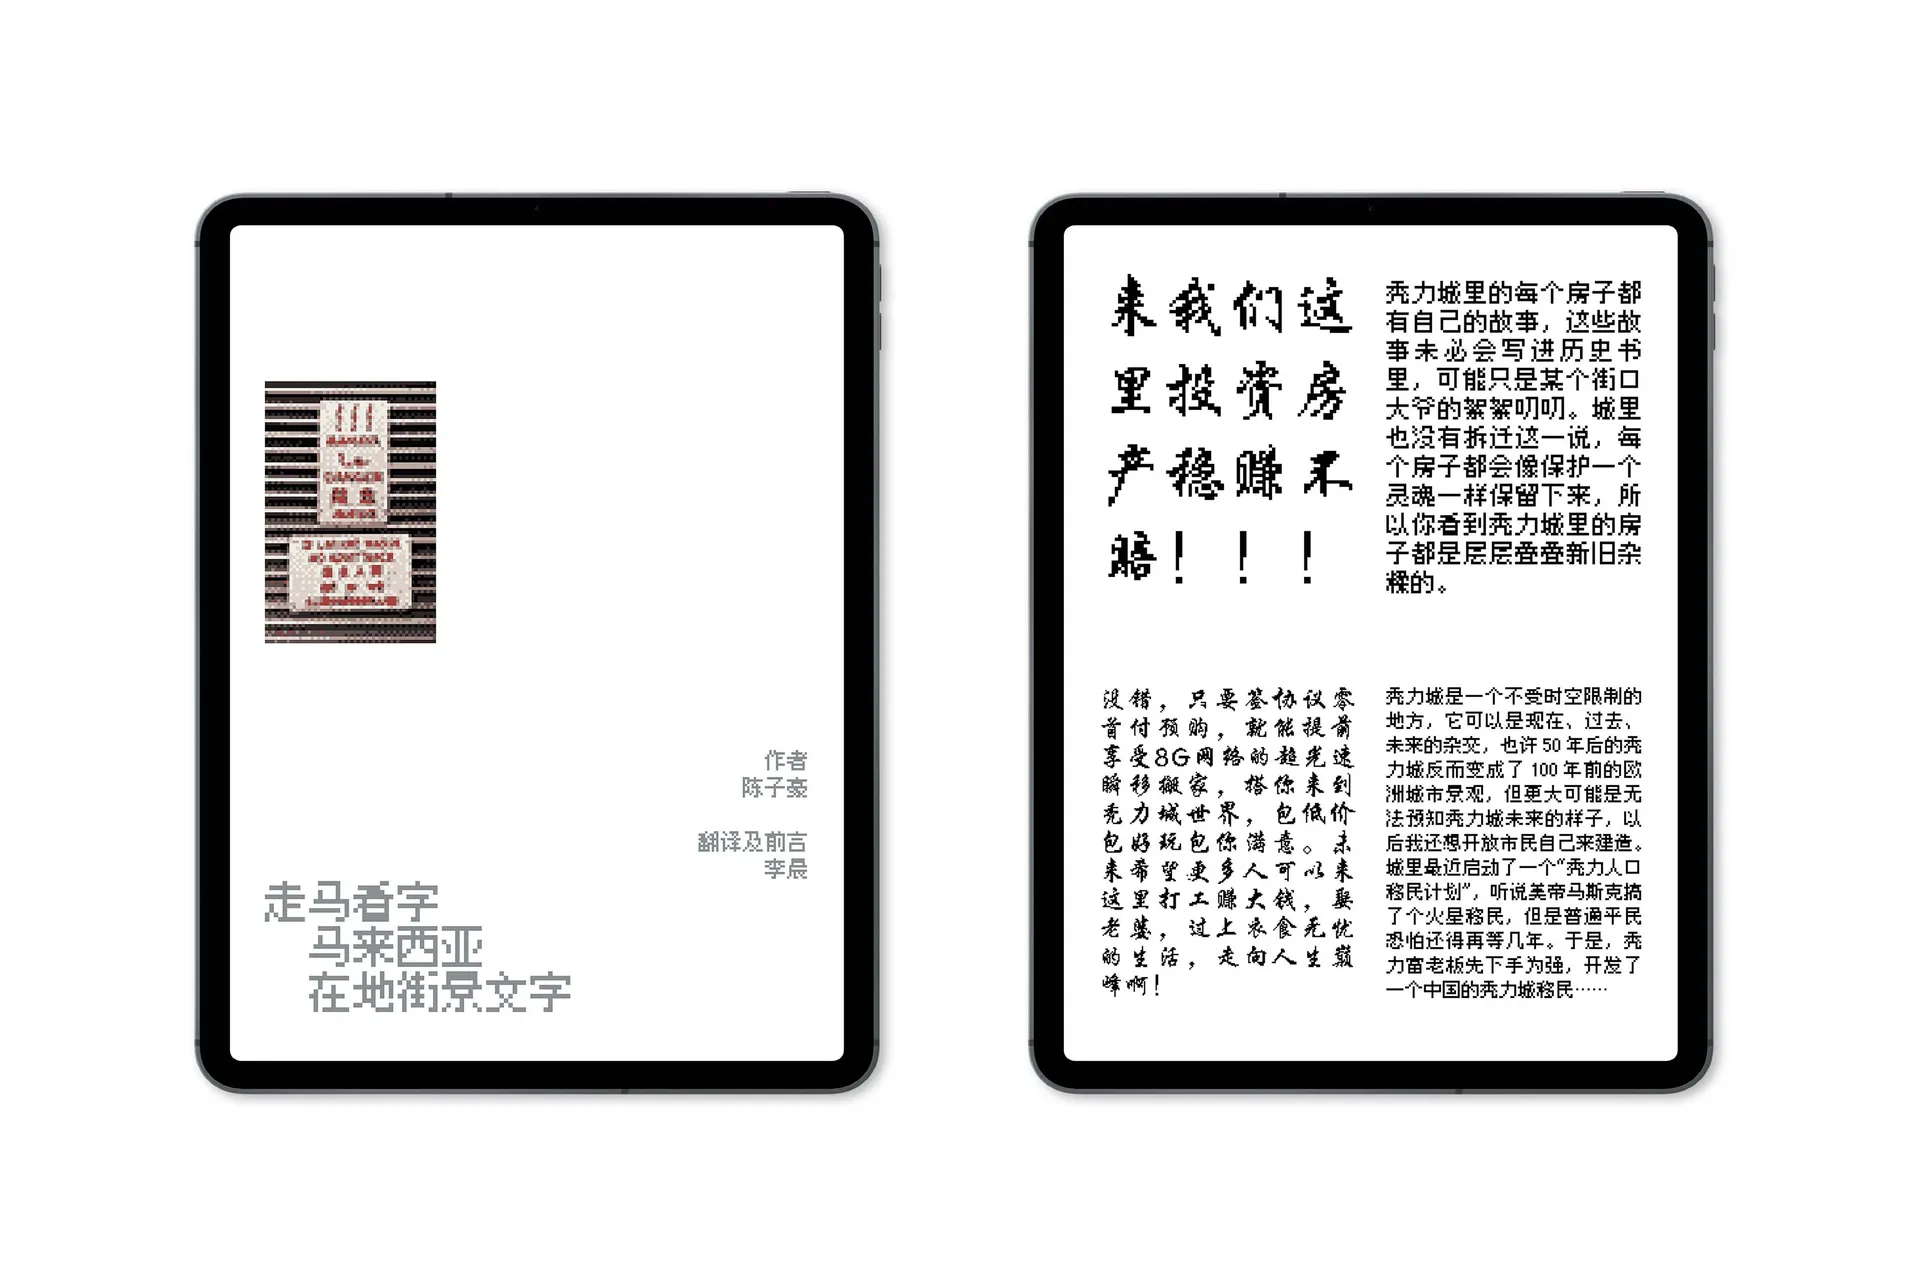 BAHAYA
DANGER
作者
陈子豪
翻译及前言
李晨
走马看字
马来西亚
在地街景文字
来我们这
里投资房
产稳赚不
赔！！！
秃力城里的每个房子都
有自己的故事，这些故
事未必会写进历史书
里，可能只是某个街口
大爷的絮絮叨叨。城里
也没有拆迁这一说，每
个房子都会像保护一个
灵魂一样保留下来，所
以你看到秃力城里的房
子都是层层叠叠新旧杂
糅的。
没错，只要签协议零
首付预购，就能提前
享受8G网络的超光速
瞬移搬家，搭你来到
秃力城世界，包低价
包好玩包你满意。未
来希望更多人可以来
这里打工赚大钱，娶
老婆，过上衣食无忧
的生活，走向人生巅
峰啊！
秃力城是一个不受时空限制的
地方，它可以是现在、过去、
未来的杂交，也许 50 年后的秃
力城反而变成了 100 年前的欧
洲城市景观，但更大可能是无
法预知秃力城未来的样子，以
后我还想开放市民自己来建造。
城里最近启动了一个“秃力人口
移民计划”，听说美帝马斯克搞
了个火星移民，但是普通平民
恐怕还得再等几年。于是，秃
力富老板先下手为强，开发了
一个中国的秃力城移民……